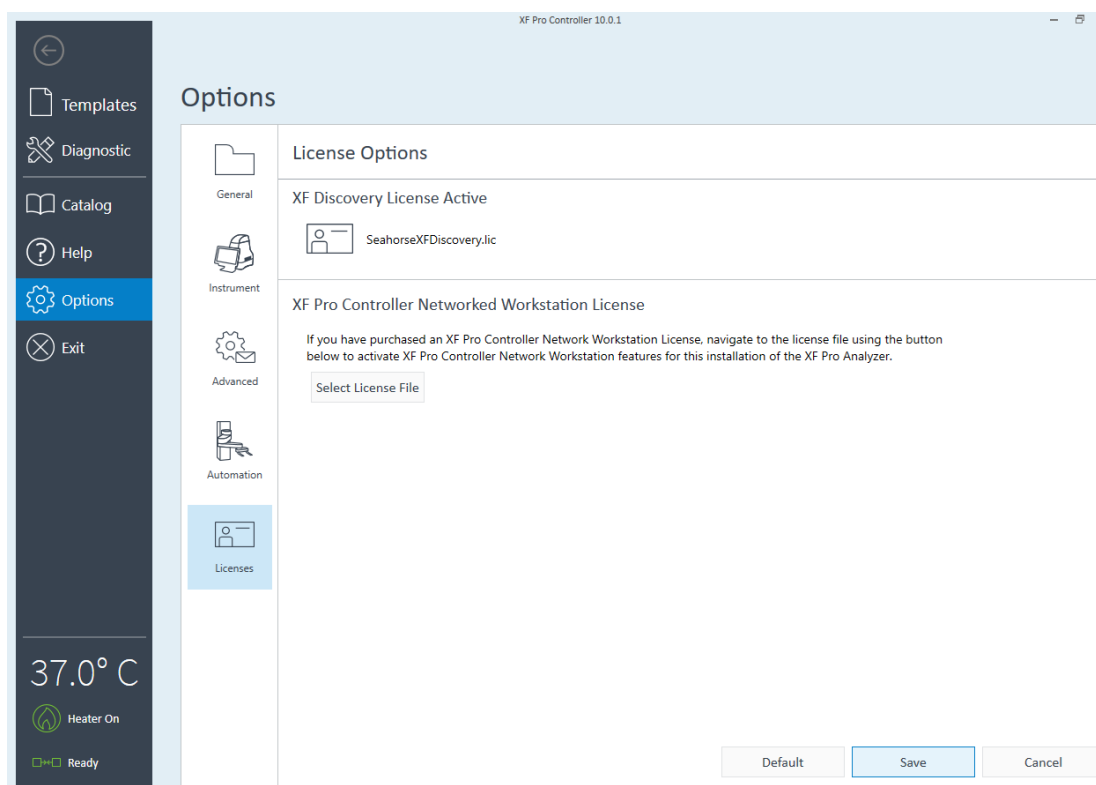 XF Pro Controller 10.0.1
Templates
Diagnostic
Catalog
Help
Options
Exit
37.0° C
Heater On
Ready
Options
General
Instrument
Advanced
Automation
Licenses
License Options
XF Discovery License Active
SeahorseXFDiscovery.lic
XF Pro Controller Networked Workstation License
If you have purchased an XF Pro Controller Network Workstation License, navigate to the license file using the button
below to activate XF Pro Controller Network Workstation features for this installation of the XF Pro Analyzer.
Select License File
Default
Save
Cancel